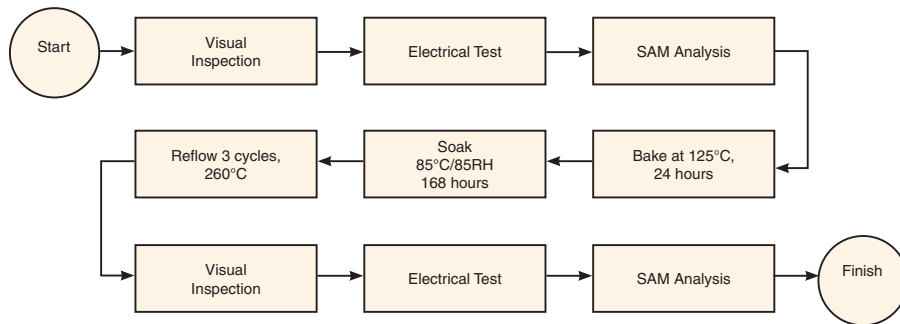 Start
Visual
Inspection
Electrical Test
SAM Analysis
Bake at 125°C,
24 hours
Soak
85°C/85RH
168 hours
Reflow 3 cycles,
260°C
Visual
Inspection
Electrical Test
SAM Analysis
Finish